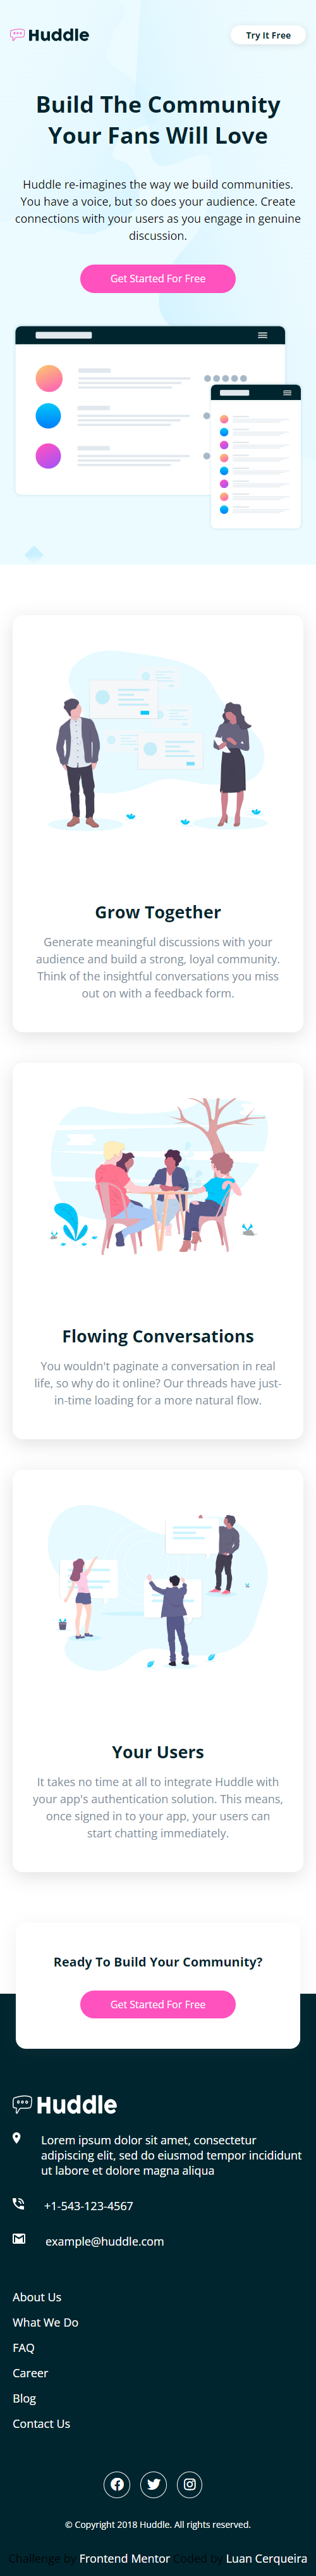 Huddle
Try It Free
Build The Community
Your Fans Will Love
Huddle re-imagines the way we build communities.
You have a voice, but so does your audience. Create
connections with your users as you engage in genuine
discussion.
Get Started For Free
Grow Together
Generate meaningful discussions with your
audience and build a strong, loyal community.
Think of the insightful conversations you miss
out on with a feedback form.
Flowing Conversations
You wouldn't paginate a conversation in real
life, so why do it online? Our threads have just-
in-time loading for a more natural flow.
Your Users
It takes no time at all to integrate Huddle with
your app's authentication solution. This means,
once signed in to your app, your users can
start chatting immediately.
Ready To Build Your Community?
Get Started For Free
Huddle
Lorem ipsum dolor sit amet, consectetur
adipiscing elit, sed do eiusmod tempor incididunt
ut labore et dolore magna aliqua
+1-543-123-4567
example@huddle.com
About Us
What We Do
FAQ
Career
Blog
Contact Us
© Copyright 2018 Huddle. All rights reserved.
Challenge by Frontend Mentor Coded by Luan Cerqueira